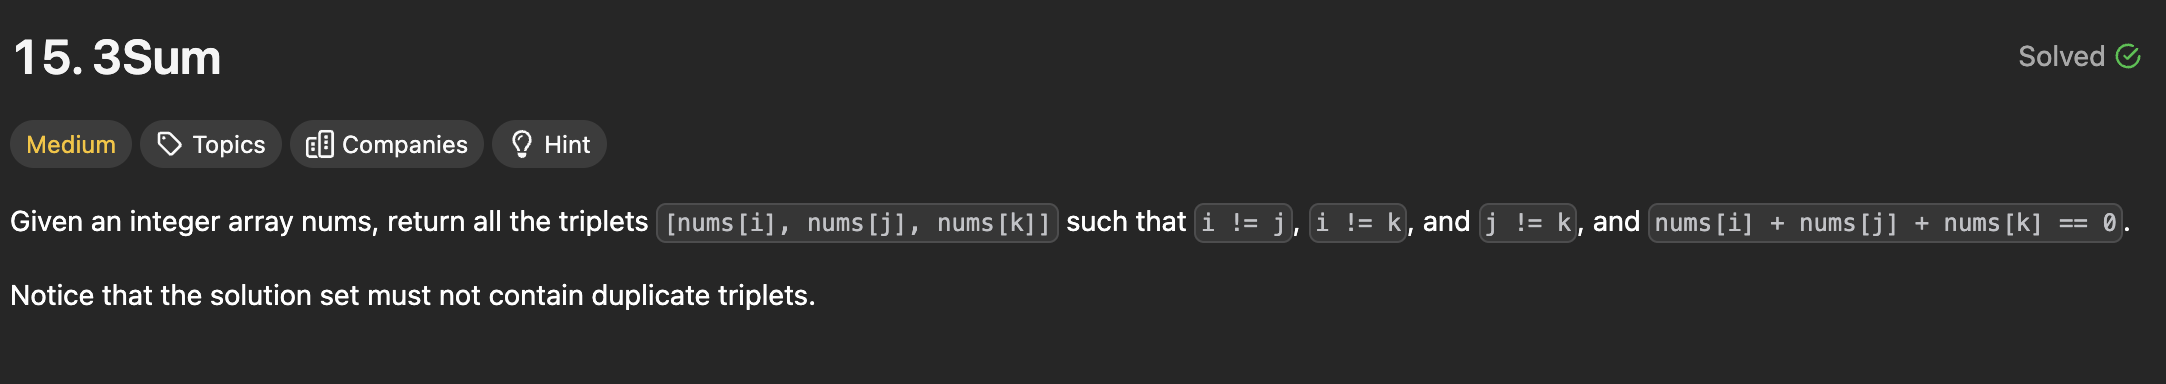 15. 3Sum
Solved
Medium Topics Companies Hint
Given an integer array nums, return all the triplets [nums[i], nums[j], nums[k]] such that i != j, i != k, and j != k, and nums[i] + nums[j] + nums[k] == 0.
Notice that the solution set must not contain duplicate triplets.